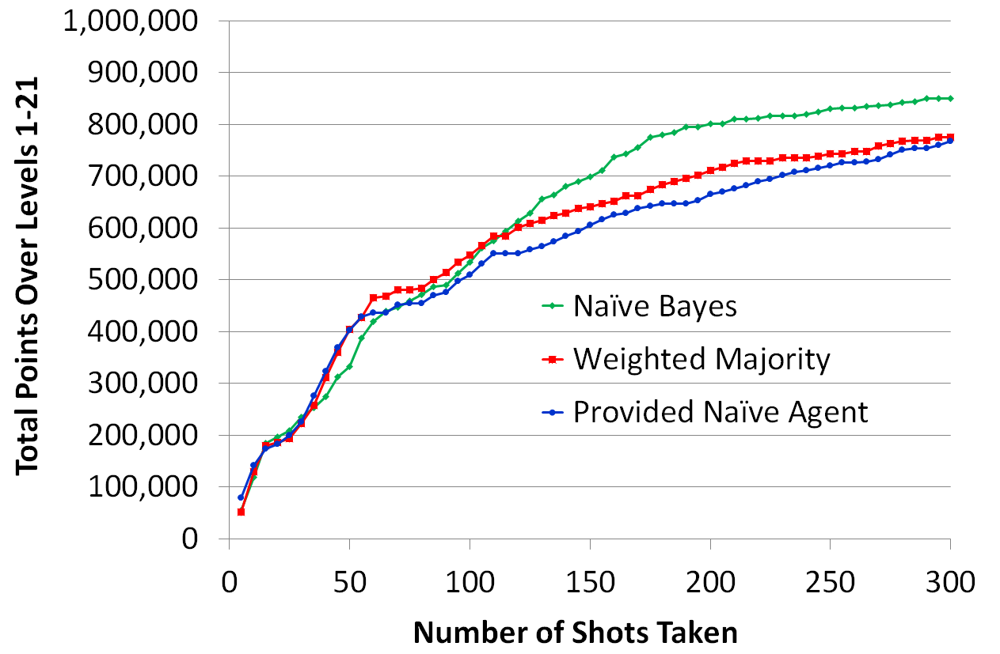 1,000,000
900,000
800,000
700,000
600,000
500,000
400,000
300,000
200,000
100,000
0
Total Points Over Levels 1-21
Naïve Bayes
Weighted Majority
Provided Naïve Agent
0 50 100 150 200 250 300
Number of Shots Taken